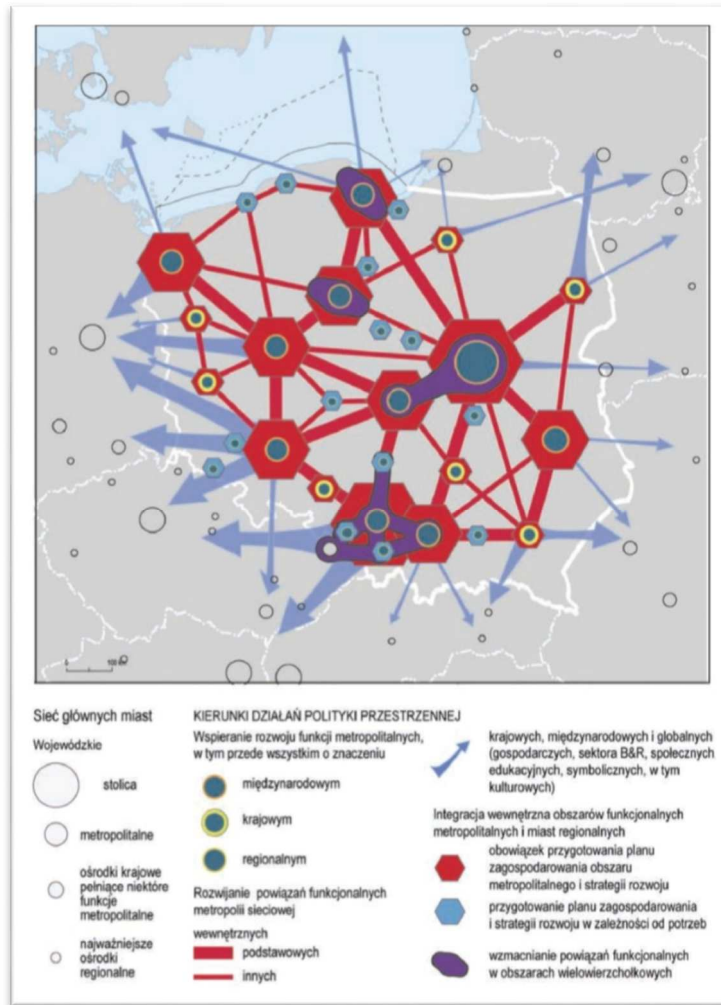 0 100 km
Sieć głównych miast
Wojewódzkie
stolica
metropolitalne
ośrodki krajowe
pełniące niektóre
funkcje
metropolitalne
najważniejsze
ośrodki
regionalne
KIERUNKI DZIAŁAŃ POLITYKI PRZESTRZENNEJ
Wspieranie rozwoju funkcji metropolitalnych,
w tym przede wszystkim o znaczeniu
międzynarodowym
krajowym
regionalnym
Rozwijanie powiązań funkcjonalnych
metropolii sieciowej
wewnętrznych
podstawowych
innych
krajowych, międzynarodowych i globalnych
(gospodarczych, sektora B&R, społecznych
edukacyjnych, symbolicznych, w tym
kulturowych)
Integracja wewnętrzna obszarów funkcjonalnych
metropolitalnych i miast regionalnych
obowiązek przygotowania planu
zagospodarowania obszaru
metropolitalnego i strategii rozwoju
przygotowanie planu zagospodarowania
i strategii rozwoju w zależności od potrzeb
wzmacnianie powiązań funkcjonalnych
w obszarach wielowierzchołkowych